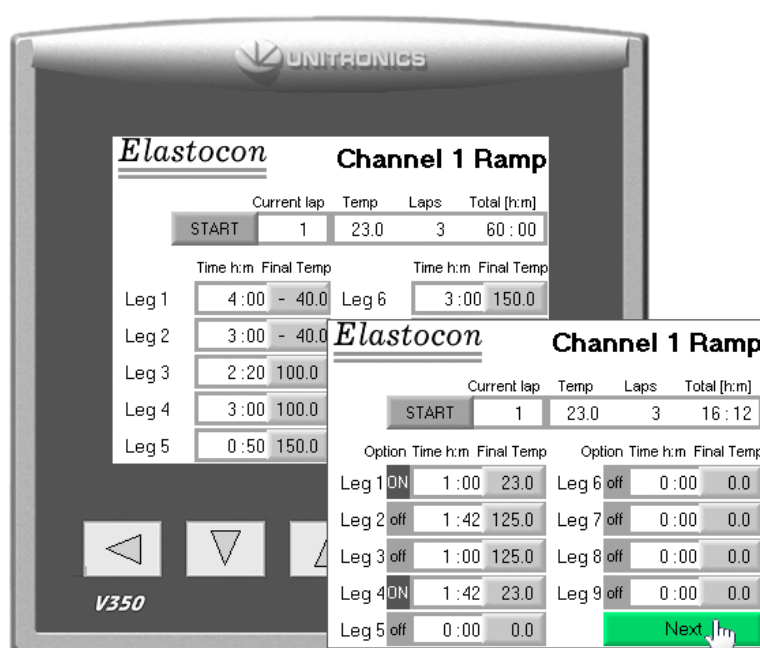 UNITRONICS
Elastocon Channel 1 Ramp
Current lap Temp Laps Total [h:m]
START 1 23.0 3 60:00
Time h:m Final Temp Time h:m Final Temp
Leg 1 4:00 - 40.0 Leg 6 3:00 150.0
Leg 2 3:00 - 40.0
Leg 3 2:20 100.0
Leg 4 3:00 100.0
Leg 5 0:50 150.0
V350
Elastocon Channel 1 Ramp
Current lap Temp Laps Total [h:m]
START 1 23.0 3 16:12
Option Time h:m Final Temp Option Time h:m Final Temp
Leg 1 ON 1:00 23.0 Leg 6 off 0:00 0.0
Leg 2 off 1:42 125.0 Leg 7 off 0:00 0.0
Leg 3 off 1:00 125.0 Leg 8 off 0:00 0.0
Leg 4 ON 1:42 23.0 Leg 9 off 0:00 0.0
Leg 5 off 0:00 0.0 Next